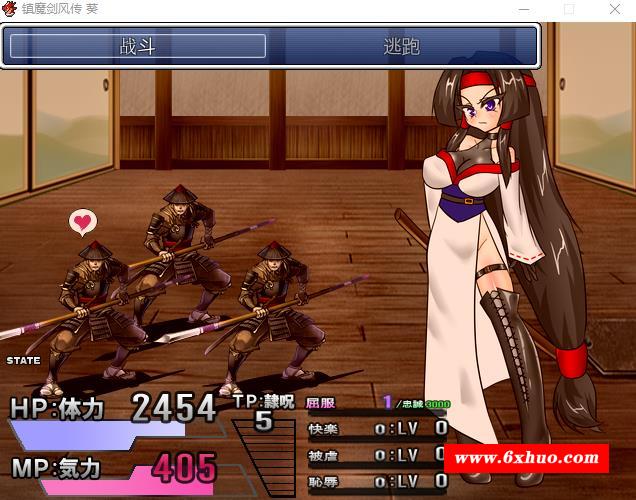 镇魔剑风传 葵
战斗 逃跑
STATE
HP:体力 2454 TP:隷呪 5 屈服 1/忠誠3000
快楽 0:LV 0
MP:気力 405 被虐 0:LV 0
恥辱 0:LV 0
www.6xhuo.com